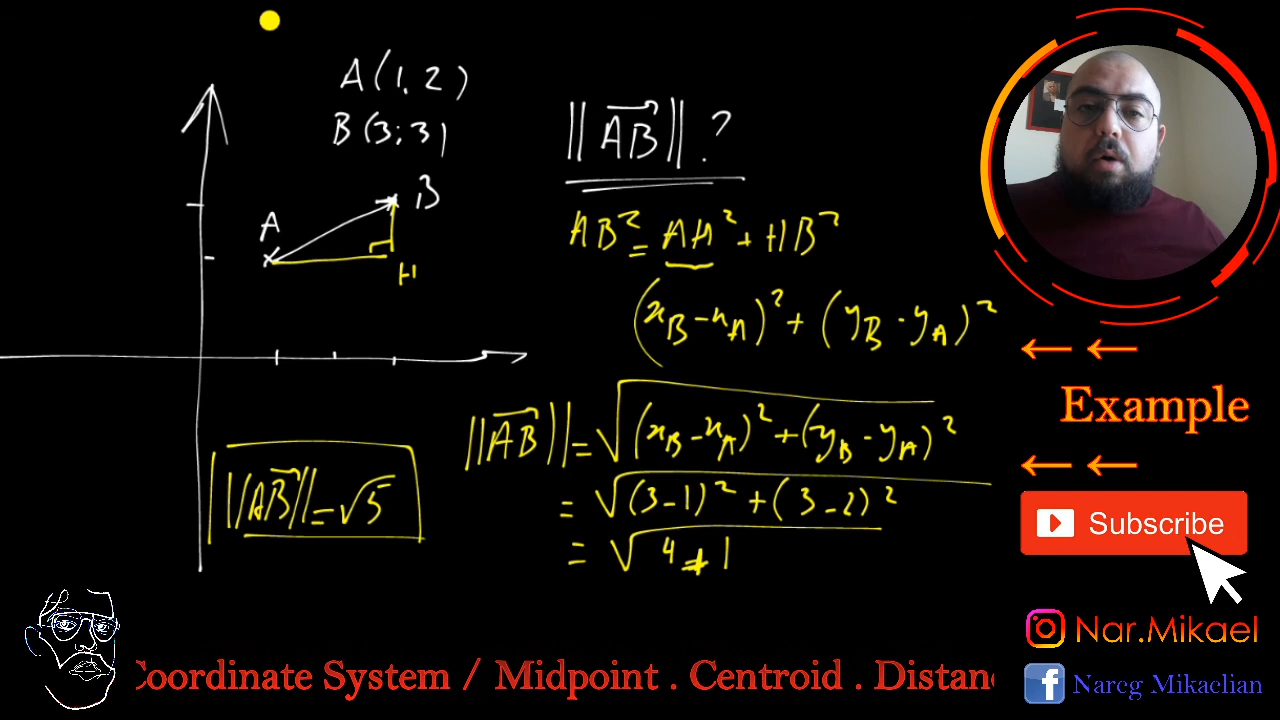 A(1,2)
B(3;3)
||AB|| ?
B
A
H
AB² = AH² + HB²
(xB - xA)² + (yB - yA)²
||AB|| = √(xB - xA)² + (yB - yA)²
= √(3-1)² + (3-2)²
= √4+1
||AB|| = √5
Example
Subscribe
Nar.Mikael
Nareg Mikaelian
Coordinate System / Midpoint . Centroid . Distanc